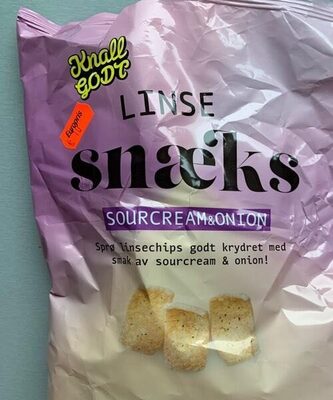 Knall
GODT
LINSE
snæks
SOURCREAM&ONION
Sprø linsechips godt krydret med
smak av sourcream & onion!